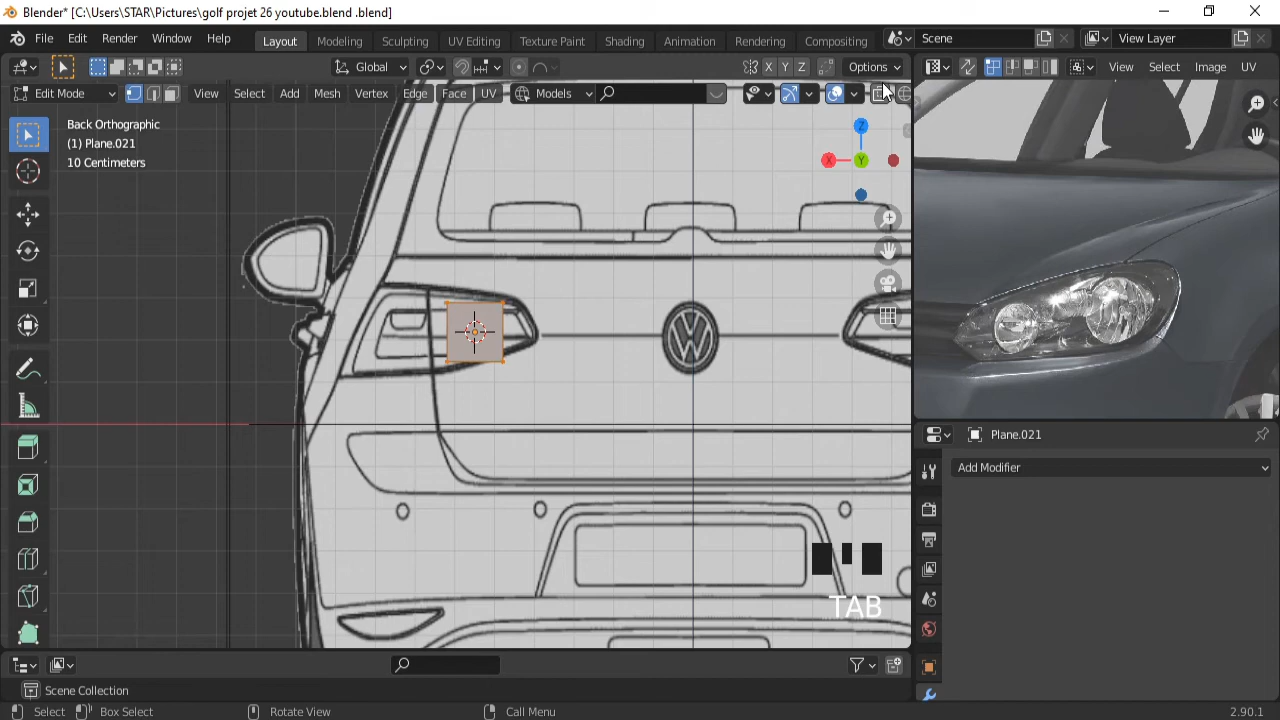 Blender* [C:\Users\STAR\Pictures\golf projet 26 youtube.blend .blend]
File Edit Render Window Help Layout Modeling Sculpting UV Editing Texture Paint Shading Animation Rendering Compositing Scene View Layer
Global X Y Z Options View Select Add Image UV
Edit Mode View Select Add Mesh Vertex Edge Face UV Models
Back Orthographic
(1) Plane.021
10 Centimeters
Z
X Y
Plane.021
Add Modifier
TAB
Scene Collection
Select Box Select Rotate View Call Menu 2.90.1